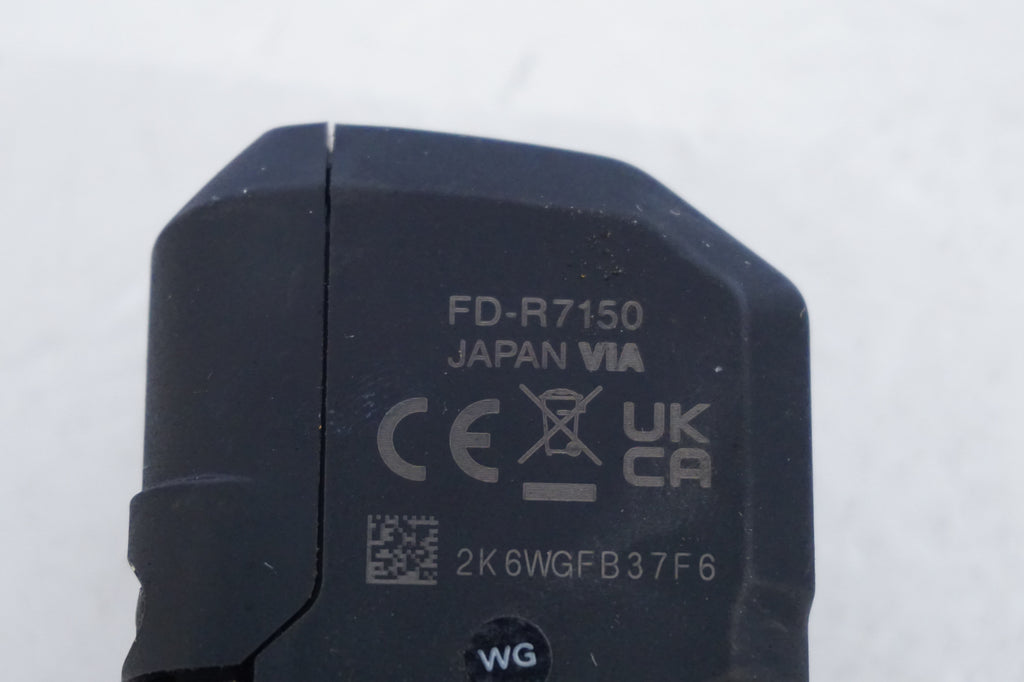 FD-R7150
JAPAN VIA
CE UK
CA
2K6WGFB37F6
WG